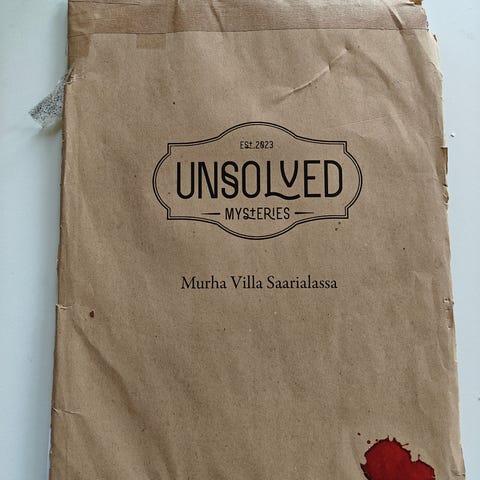 Est.2023
UNSOLVED
MYSTERIES
Murha Villa Saarialassa